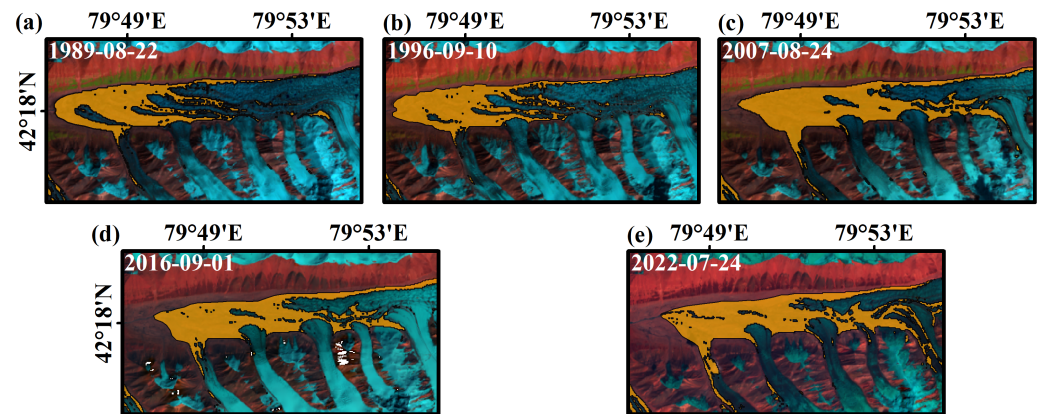 (a) 79°49'E 79°53'E
1989-08-22
42°18'N
(b) 79°49'E 79°53'E
1996-09-10
(c) 79°49'E 79°53'E
2007-08-24
(d) 79°49'E 79°53'E
2016-09-01
42°18'N
(e) 79°49'E 79°53'E
2022-07-24